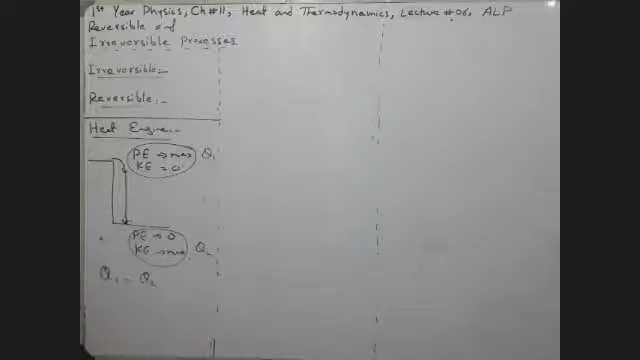 1st Year Physics, Ch #11, Heat and Thermodynamics, Lecture #06, ALP
Reversible and
Irreversible Processes
Irreversible:-
Reversible:-
Heat Engine:-
PE → max Q₁
KE = 0
PE → 0
KE → max Q₂
Q₁ = Q₂